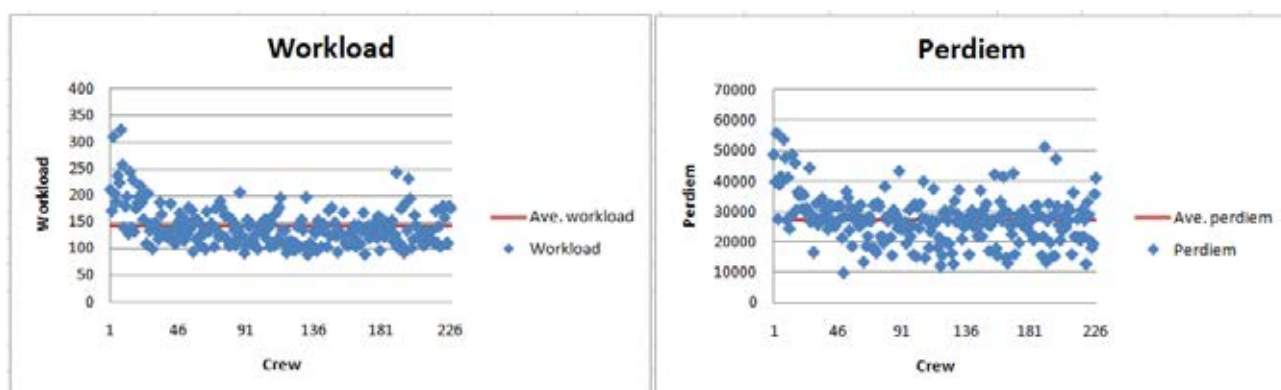 Workload
400
350
300
250
200
150
100
50
0
Workload
1 46 91 136 181 226
Crew
Ave. workload
Workload
Perdiem
70000
60000
50000
40000
30000
20000
10000
0
Perdiem
1 46 91 136 181 226
Crew
Ave. perdiem
Perdiem